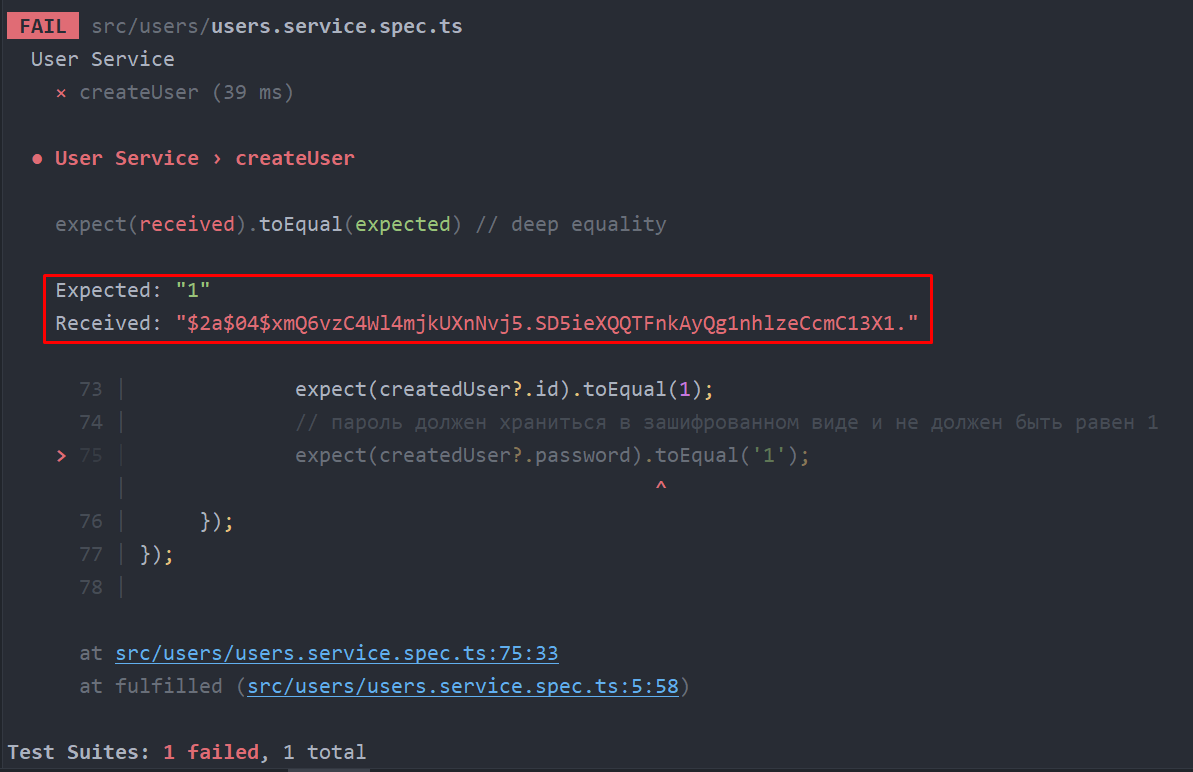 FAIL src/users/users.service.spec.ts
User Service
× createUser (39 ms)
● User Service › createUser
expect(received).toEqual(expected) // deep equality
Expected: "1"
Received: "$2a$04$xmQ6vzC4Wl4mjkUXnNvj5.SD5ieXQQTFnkAyQg1nhlzeCcmC13X1."
73 | expect(createdUser?.id).toEqual(1);
74 | // пароль должен храниться в зашифрованном виде и не должен быть равен 1
> 75 | expect(createdUser?.password).toEqual('1');
| ^
76 | });
77 | });
78 |
at src/users/users.service.spec.ts:75:33
at fulfilled (src/users/users.service.spec.ts:5:58)
Test Suites: 1 failed, 1 total